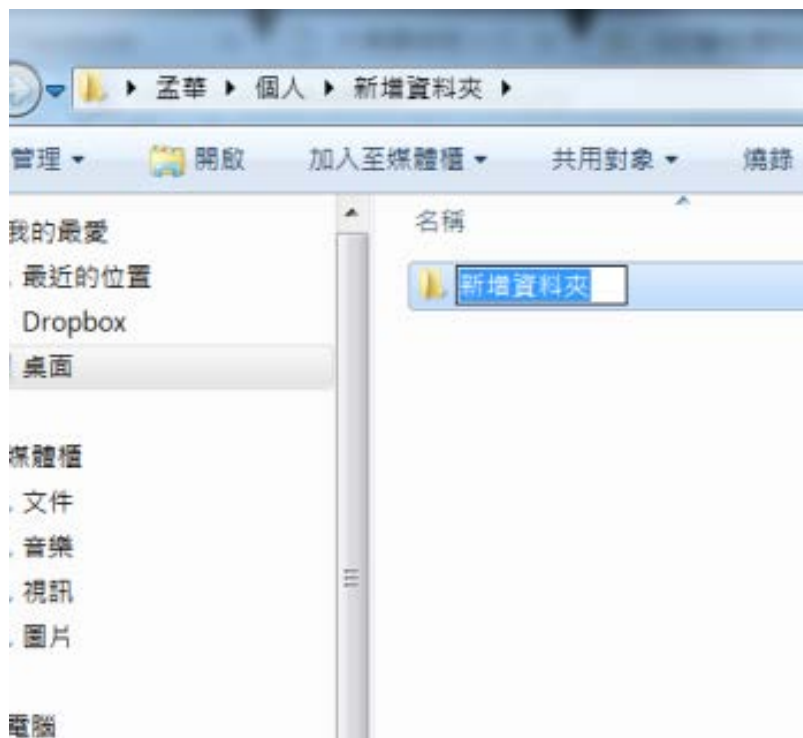 孟華 個人 新增資料夾
管理 開啟 加入至媒體櫃 共用對象 燒錄
我的最愛
最近的位置
Dropbox
桌面
媒體櫃
文件
音樂
視訊
圖片
電腦
名稱
新增資料夾